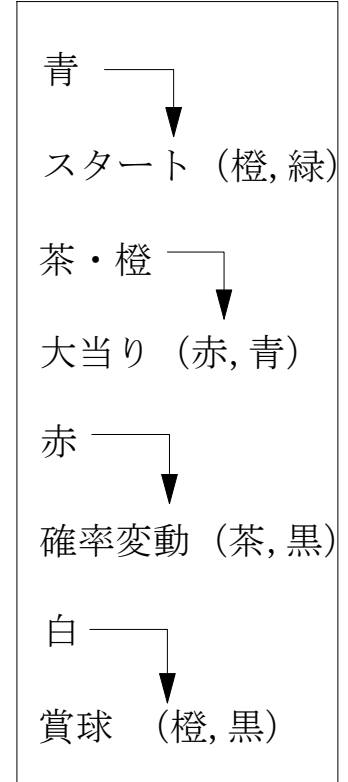 青
スタート (橙,緑)
茶・橙
大当り (赤,青)
赤
確率変動 (茶,黒)
白
賞球 (橙,黒)